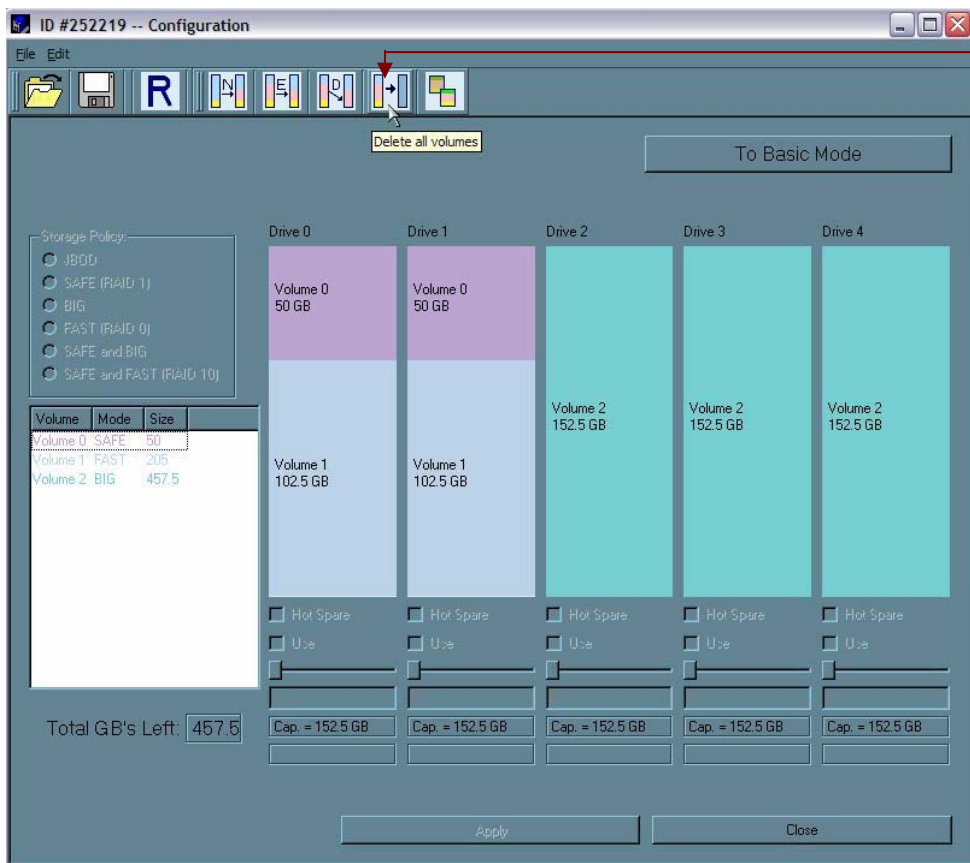 ID #252219 -- Configuration
File Edit
R N E D
Delete all volumes
To Basic Mode
Storage Policy:
JBOD
SAFE (RAID 1)
BIG
FAST (RAID 0)
SAFE and BIG
SAFE and FAST (RAID 10)
Drive 0 Drive 1 Drive 2 Drive 3 Drive 4
Volume 0
50 GB
Volume 0
50 GB
Volume 1
102.5 GB
Volume 1
102.5 GB
Volume 2
152.5 GB
Volume 2
152.5 GB
Volume 2
152.5 GB
Volume Mode Size
Volume 0 SAFE 50
Volume 1 FAST 205
Volume 2 BIG 457.5
Hot Spare Hot Spare Hot Spare Hot Spare Hot Spare
Use Use Use Use Use
Total GB's Left: 457.5
Cap. = 152.5 GB Cap. = 152.5 GB Cap. = 152.5 GB Cap. = 152.5 GB Cap. = 152.5 GB
Apply Close